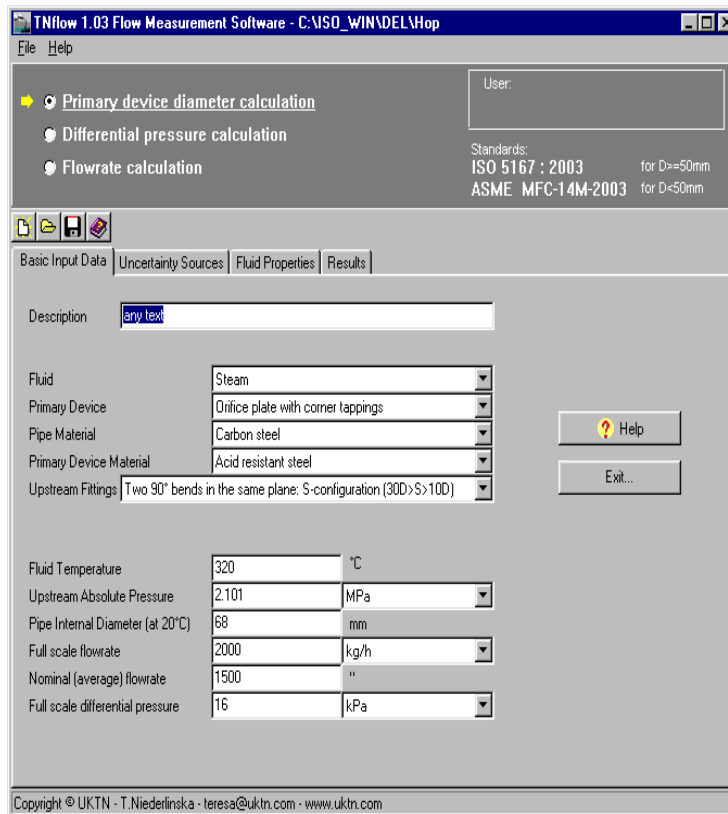 TNflow 1.03 Flow Measurement Software - C:\ISO_WIN\DEL\Hop
File Help
Primary device diameter calculation
Differential pressure calculation
Flowrate calculation
User:
Standards:
ISO 5167 : 2003 for D>=50mm
ASME MFC-14M-2003 for D<50mm
Basic Input Data Uncertainty Sources Fluid Properties Results
Description any text
Fluid Steam
Primary Device Orifice plate with corner tappings
Pipe Material Carbon steel
Primary Device Material Acid resistant steel
Upstream Fittings Two 90° bends in the same plane: S-configuration (30D>S>10D)
? Help
Exit...
Fluid Temperature 320 °C
Upstream Absolute Pressure 2.101 MPa
Pipe Internal Diameter (at 20°C) 68 mm
Full scale flowrate 2000 kg/h
Nominal (average) flowrate 1500 "
Full scale differential pressure 16 kPa
Copyright © UKTN - T.Niederlinska - teresa@uktn.com - www.uktn.com